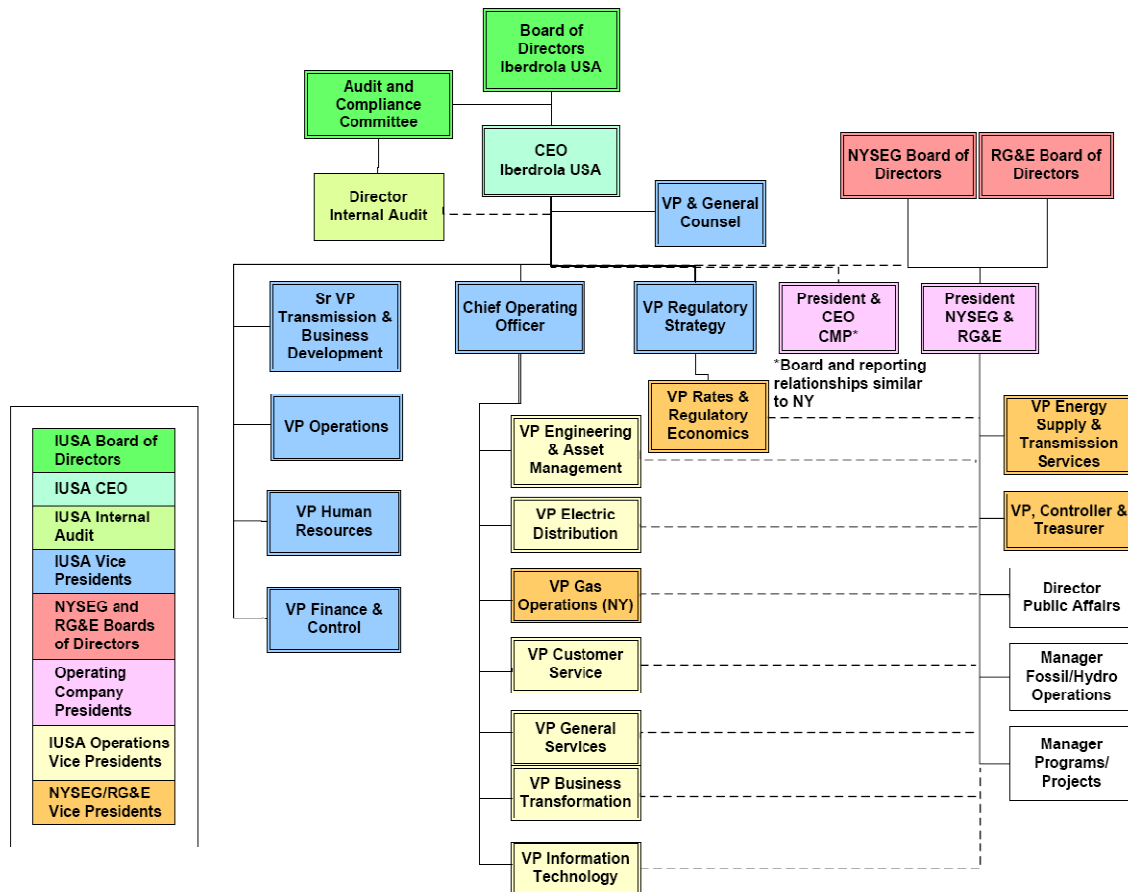 Board of
Directors
Iberdrola USA
Audit and
Compliance
Committee
CEO
Iberdrola USA
NYSEG Board of
Directors
RG&E Board of
Directors
Director
Internal Audit
VP & General
Counsel
Sr VP
Transmission &
Business
Development
Chief Operating
Officer
VP Regulatory
Strategy
President &
CEO
CMP*
President
NYSEG &
RG&E
*Board and reporting
relationships similar
to NY
VP Operations
VP Human
Resources
VP Finance &
Control
VP Rates &
Regulatory
Economics
VP Engineering
& Asset
Management
VP Electric
Distribution
VP Gas
Operations (NY)
VP Customer
Service
VP General
Services
VP Business
Transformation
VP Information
Technology
VP Energy
Supply &
Transmission
Services
VP, Controller &
Treasurer
Director
Public Affairs
Manager
Fossil/Hydro
Operations
Manager
Programs/
Projects
IUSA Board of
Directors
IUSA CEO
IUSA Internal
Audit
IUSA Vice
Presidents
NYSEG and
RG&E Boards
of Directors
Operating
Company
Presidents
IUSA Operations
Vice Presidents
NYSEG/RG&E
Vice Presidents